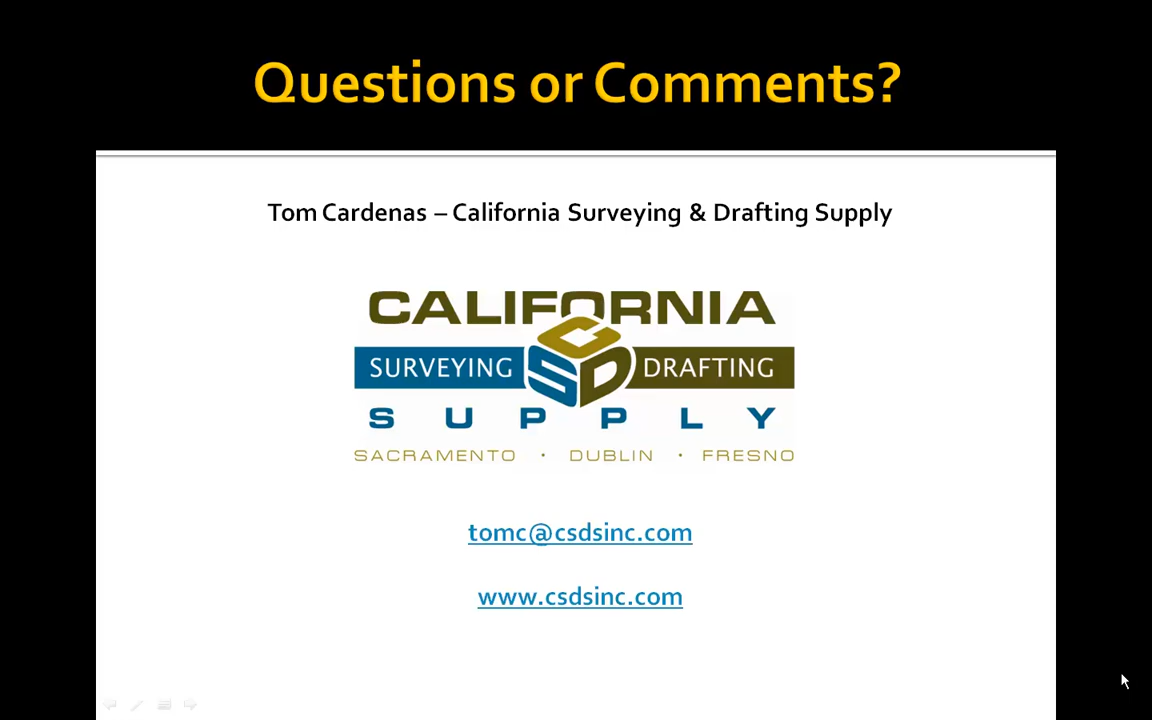 Questions or Comments?
Tom Cardenas – California Surveying & Drafting Supply
CALIFORNIA
SURVEYING CSD DRAFTING
SUPPLY
SACRAMENTO · DUBLIN · FRESNO
tomc@csdsinc.com
www.csdsinc.com